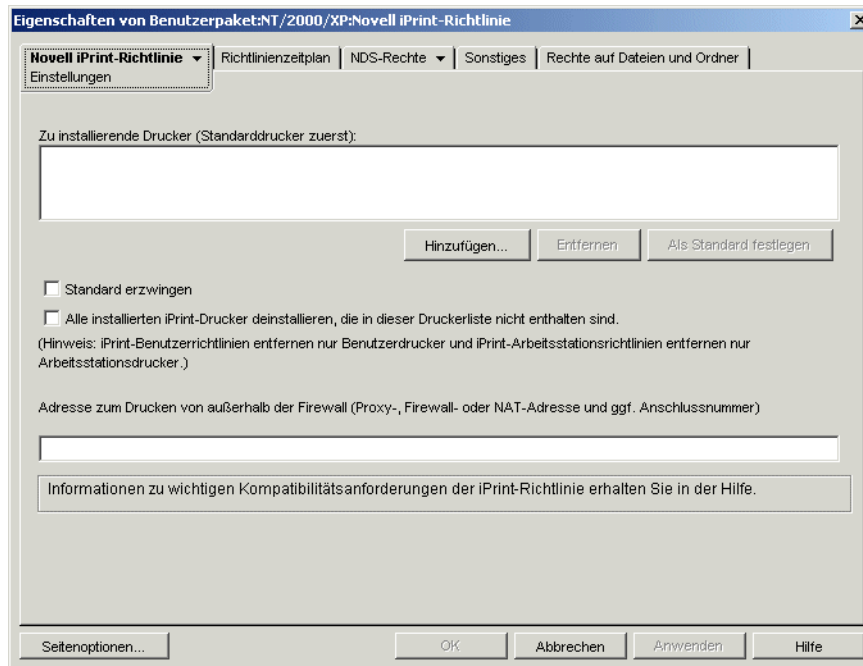 Eigenschaften von Benutzerpaket:NT/2000/XP:Novell iPrint-Richtlinie
Novell iPrint-Richtlinie
Richtlinienzeitplan
NDS-Rechte
Sonstiges
Rechte auf Dateien und Ordner
Einstellungen
Zu installierende Drucker (Standarddrucker zuerst):
Hinzufügen...
Entfernen
Als Standard festlegen
Standard erzwingen
Alle installierten iPrint-Drucker deinstallieren, die in dieser Druckerliste nicht enthalten sind.
(Hinweis: iPrint-Benutzerrichtlinien entfernen nur Benutzerdrucker und iPrint-Arbeitsstationsrichtlinien entfernen nur
Arbeitsstationsdrucker.)
Adresse zum Drucken von außerhalb der Firewall (Proxy-, Firewall- oder NAT-Adresse und ggf. Anschlussnummer)
Informationen zu wichtigen Kompatibilitätsanforderungen der iPrint-Richtlinie erhalten Sie in der Hilfe.
Seitenoptionen...
OK
Abbrechen
Anwenden
Hilfe